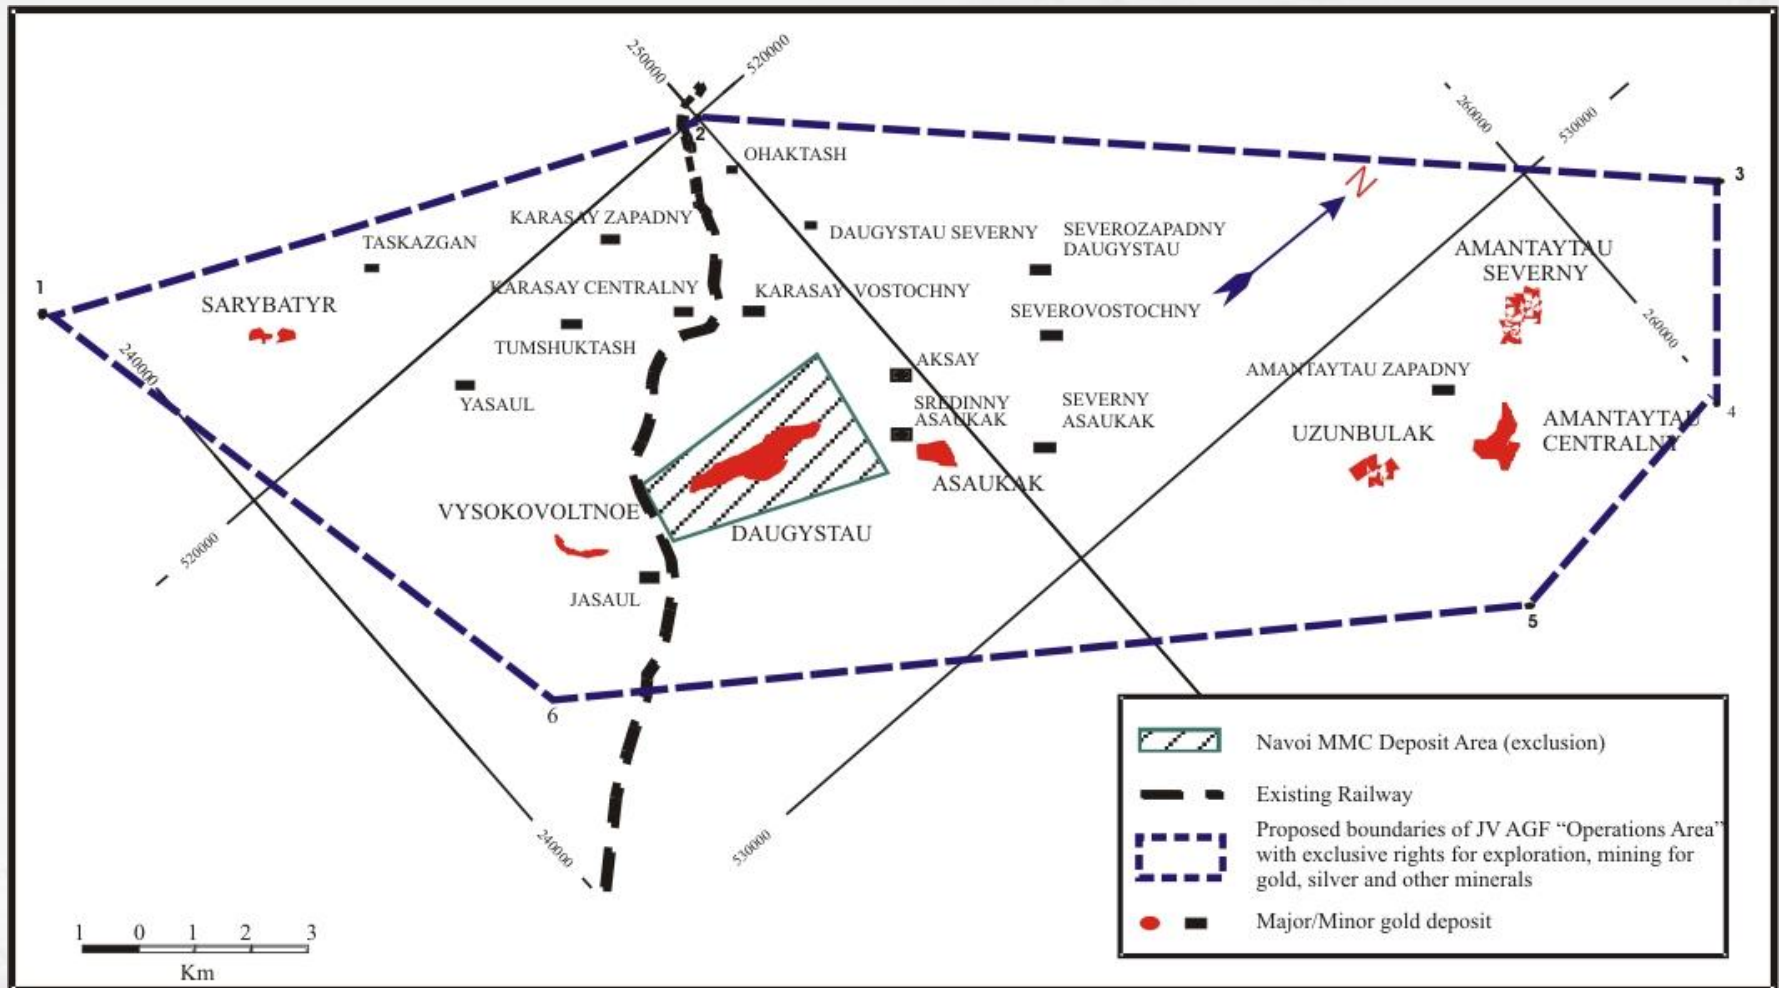 250000
520000
260000
530000
2
OHAKTASH
3
N
KARASAY ZAPADNY
DAUGYSTAU SEVERNY
SEVEROZAPADNY
DAUGYSTAU
TASKAZGAN
AMANTAYTAU
SEVERNY
1
SARYBATYR
KARASAY CENTRALNY
KARASAY VOSTOCHNY
SEVEROVOSTOCHNY
260000
TUMSHUKTASH
240000
AKSAY
AMANTAYTAU ZAPADNY
YASAUL
SREDINNY
ASAUKAK
SEVERNY
ASAUKAK
4
UZUNBULAK
AMANTAYTAU
CENTRALNY
ASAUKAK
VYSOKOVOLTNOE
DAUGYSTAU
520000
JASAUL
5
6
Navoi MMC Deposit Area (exclusion)
Existing Railway
Proposed boundaries of JV AGF “Operations Area”
with exclusive rights for exploration, mining for
gold, silver and other minerals
Major/Minor gold deposit
240000
530000
1 0 1 2 3
Km